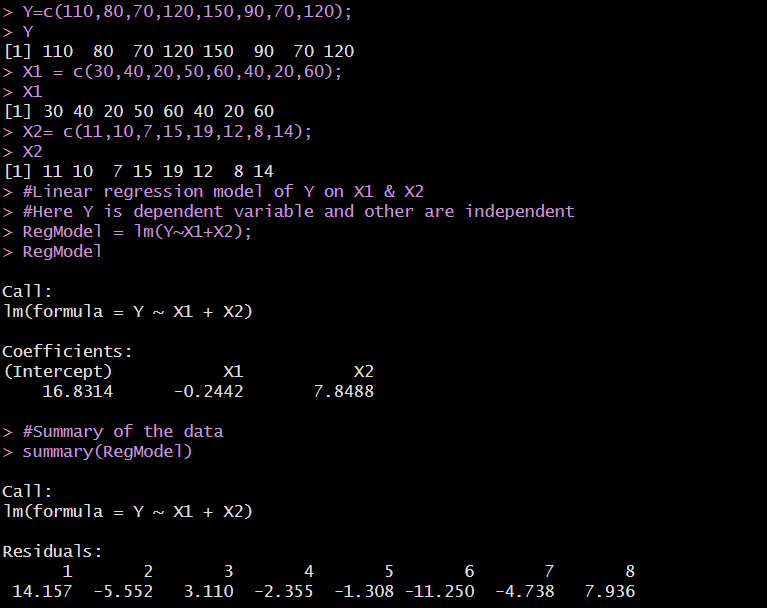 > Y=c(110,80,70,120,150,90,70,120);
> Y
[1] 110  80  70 120 150  90  70 120
> X1 = c(30,40,20,50,60,40,20,60);
> X1
[1] 30 40 20 50 60 40 20 60
> X2= c(11,10,7,15,19,12,8,14);
> X2
[1] 11 10  7 15 19 12  8 14
> #Linear regression model of Y on X1 & X2
> #Here Y is dependent variable and other are independent
> RegModel = lm(Y~X1+X2);
> RegModel
Call:
lm(formula = Y ~ X1 + X2)
Coefficients:
(Intercept)           X1           X2
    16.8314      -0.2442       7.8488
> #Summary of the data
> summary(RegModel)
Call:
lm(formula = Y ~ X1 + X2)
Residuals:
      1       2       3       4       5       6       7       8
 14.157  -5.552   3.110  -2.355  -1.308 -11.250  -4.738   7.936